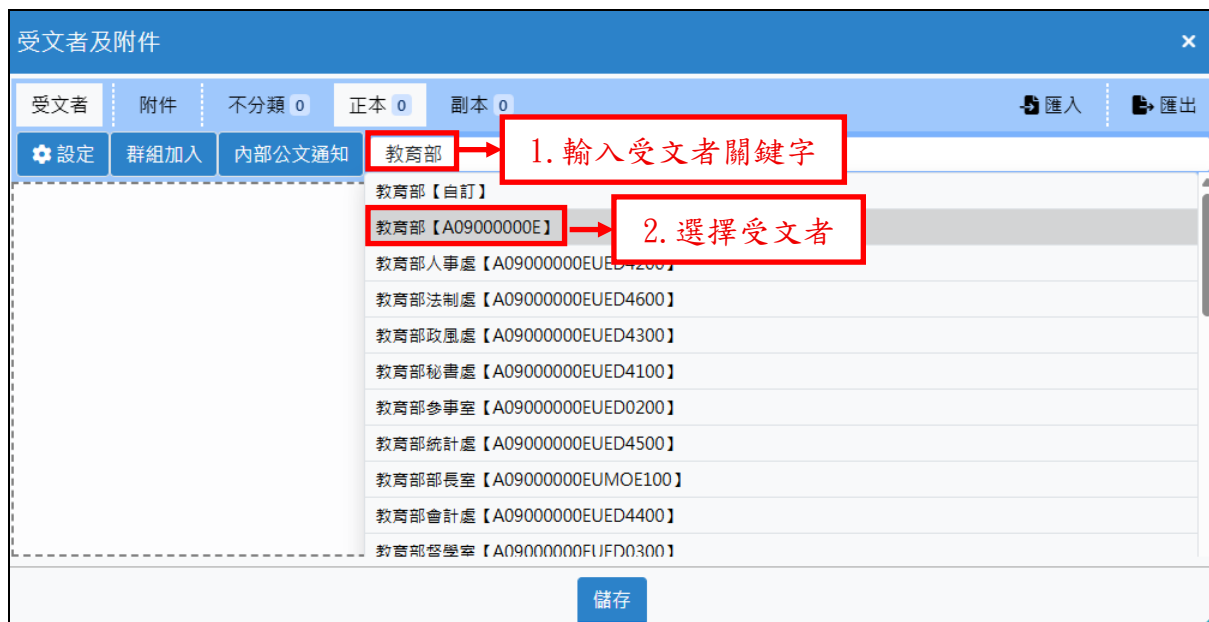 受文者及附件 ×
受文者 附件 不分類 0 正本 0 副本 0 匯入 匯出
設定 群組加入 內部公文通知 教育部 1.輸入受文者關鍵字
教育部【自訂】
教育部【A09000000E】 2.選擇受文者
教育部人事處【A09000000EUED4200】
教育部法制處【A09000000EUED4600】
教育部政風處【A09000000EUED4300】
教育部秘書處【A09000000EUED4100】
教育部參事室【A09000000EUED0200】
教育部統計處【A09000000EUED4500】
教育部部長室【A09000000EUMOE100】
教育部會計處【A09000000EUED4400】
教育部督學室【A09000000EUED0300】
儲存